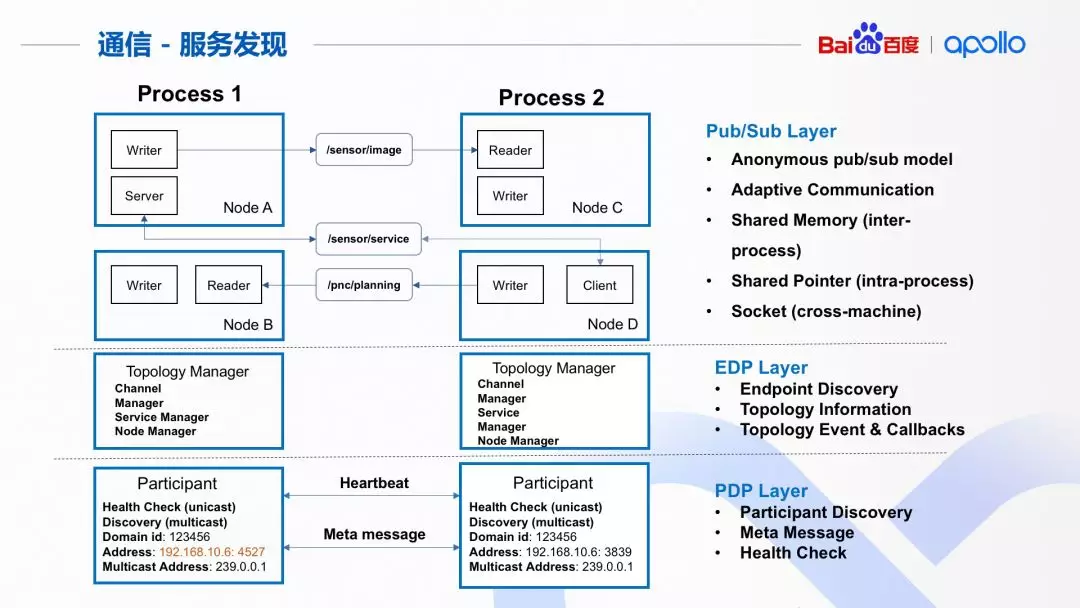 通信 - 服务发现
Bai du 百度 | apollo
Process 1
Process 2
Writer
/sensor/image
Reader
Server
Node A
Writer
Node C
/sensor/service
Writer
Reader
/pnc/planning
Writer
Client
Node B
Node D
Topology Manager
Channel
Manager
Service Manager
Node Manager
Topology Manager
Channel
Manager
Service
Manager
Node Manager
Participant
Health Check (unicast)
Discovery (multicast)
Domain id: 123456
Address: 192.168.10.6: 4527
Multicast Address: 239.0.0.1
Heartbeat
Meta message
Participant
Health Check (unicast)
Discovery (multicast)
Domain id: 123456
Address: 192.168.10.6: 3839
Multicast Address: 239.0.0.1
Pub/Sub Layer
• Anonymous pub/sub model
• Adaptive Communication
• Shared Memory (inter-
process)
• Shared Pointer (intra-process)
• Socket (cross-machine)
EDP Layer
• Endpoint Discovery
• Topology Information
• Topology Event & Callbacks
PDP Layer
• Participant Discovery
• Meta Message
• Health Check